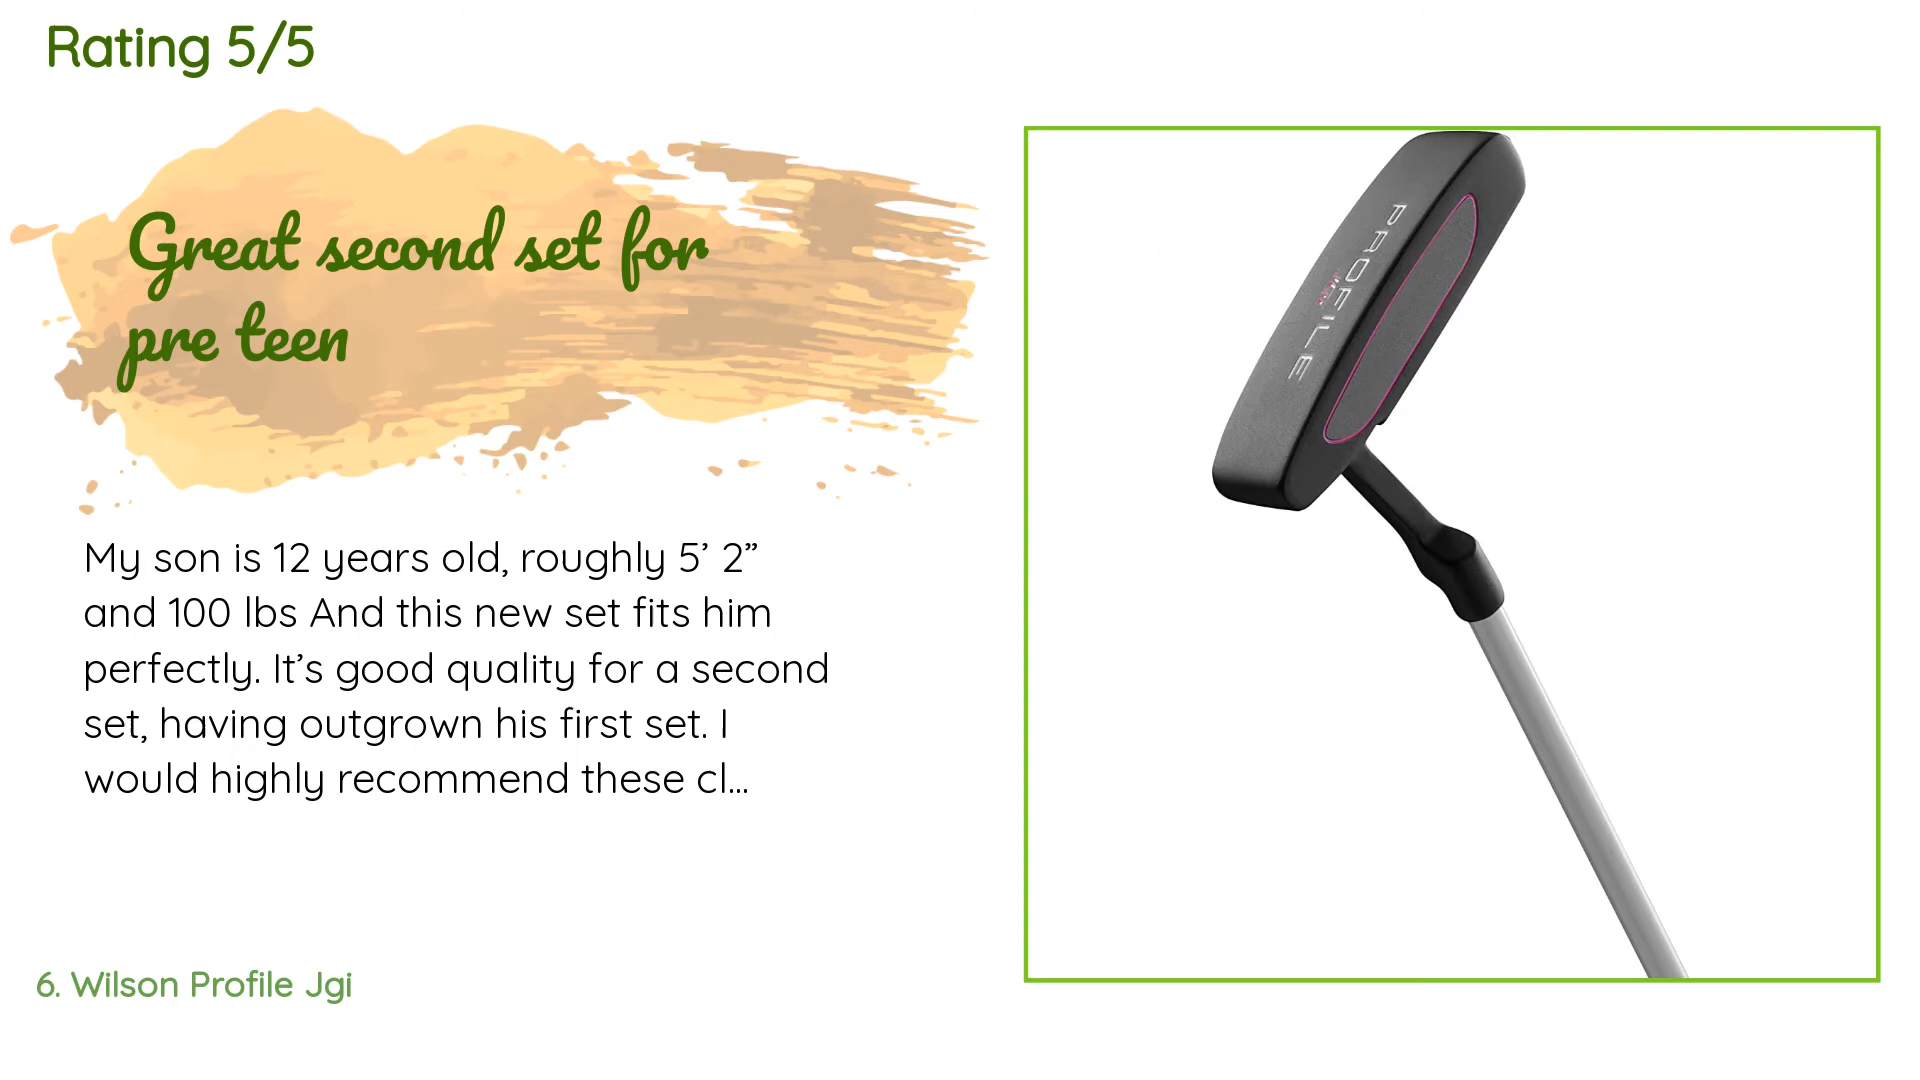 Rating 5/5
Great second set for
pre teen
My son is 12 years old, roughly 5’ 2”
and 100 lbs And this new set fits him
perfectly. It’s good quality for a second
set, having outgrown his first set. I
would highly recommend these cl...
PROFILE
6. Wilson Profile Jgi